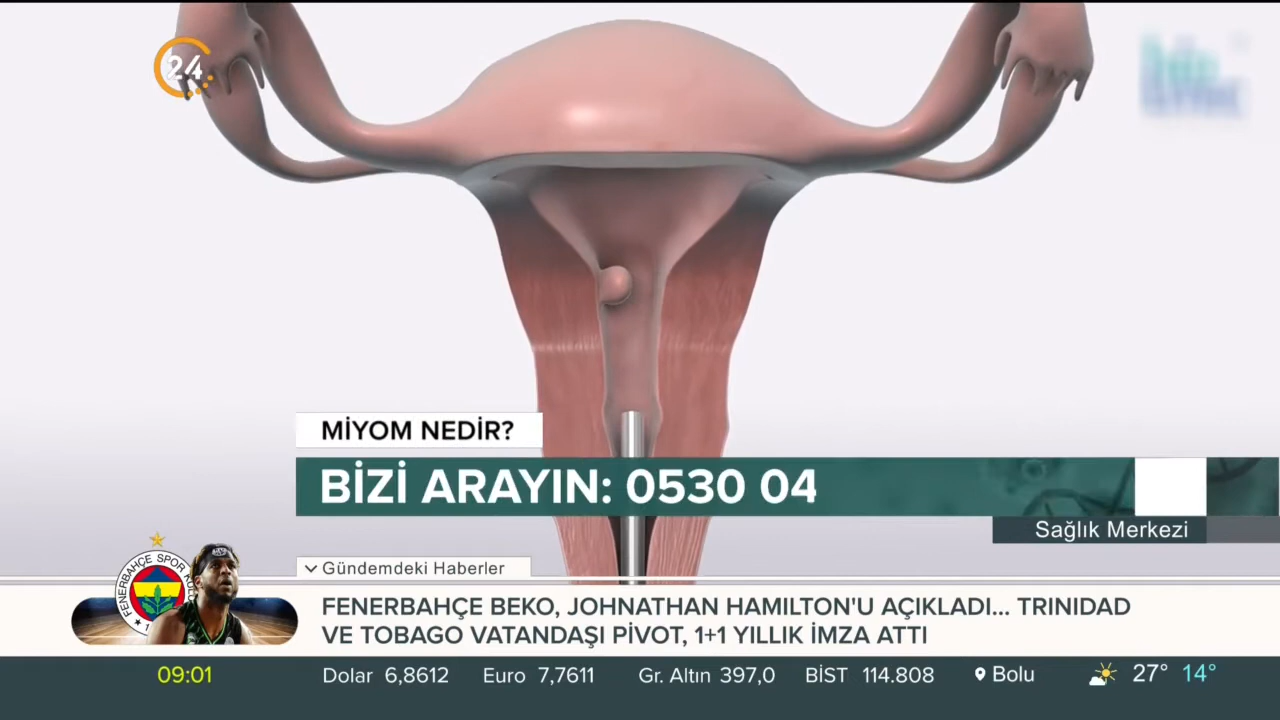 24
MİYOM NEDİR?
BİZİ ARAYIN: 0530 04
Sağlık Merkezi
Gündemdeki Haberler
FENERBAHÇE SPOR KU
FENERBAHÇE BEKO, JOHNATHAN HAMILTON'U AÇIKLADI... TRINIDAD
VE TOBAGO VATANDAŞI PİVOT, 1+1 YILLIK İMZA ATTI
09:01 Dolar 6,8612 Euro 7,7611 Gr. Altın 397,0 BİST 114.808 Bolu 27° 14°